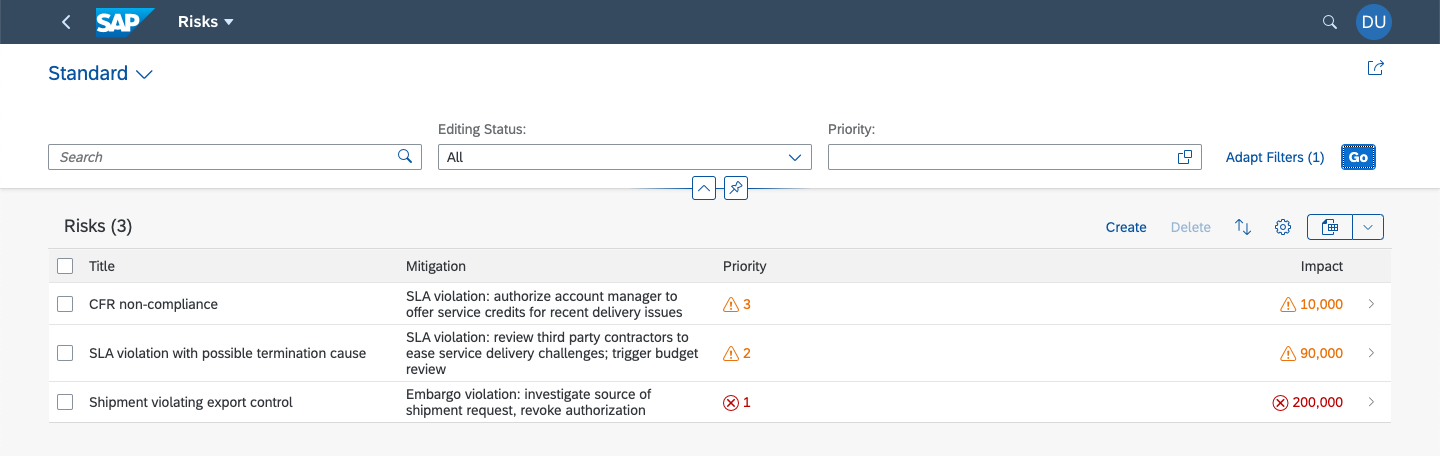 SAP Risks DU
Standard
Editing Status: Priority:
Search All Adapt Filters (1) Go
Risks (3) Create Delete
Title Mitigation Priority Impact
CFR non-compliance SLA violation: authorize account manager to 3 10,000
offer service credits for recent delivery issues
SLA violation: review third party contractors to
SLA violation with possible termination cause ease service delivery challenges; trigger budget 2 90,000
review
Shipment violating export control Embargo violation: investigate source of 1 200,000
shipment request, revoke authorization